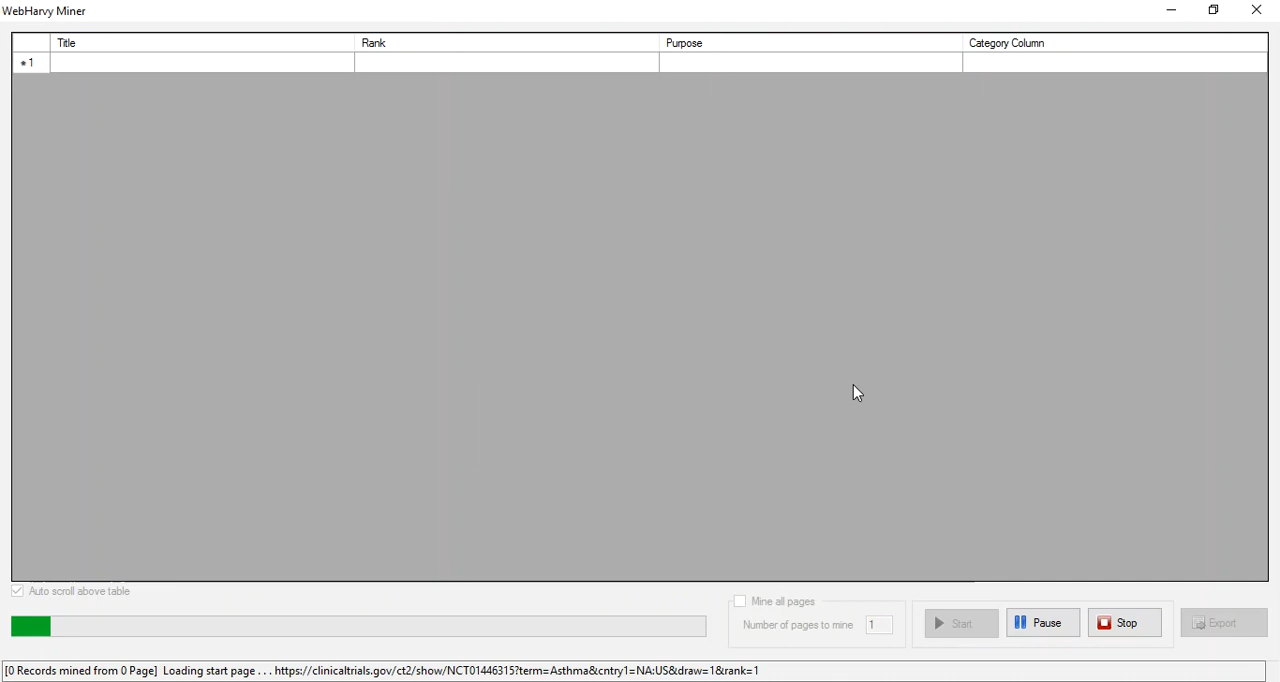 WebHarvy Miner
Title Rank Purpose Category Column
* 1
Auto scroll above table
Mine all pages
Number of pages to mine 1
Start Pause Stop Export
[0 Records mined from 0 Page] Loading start page . . . https://clinicaltrials.gov/ct2/show/NCT01446315?term=Asthma&cntry1=NA:US&draw=1&rank=1